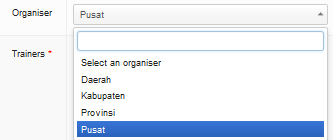 Organiser
Pusat
Select an organiser
Trainers *
Daerah
Kabupaten
Provinsi
Pusat